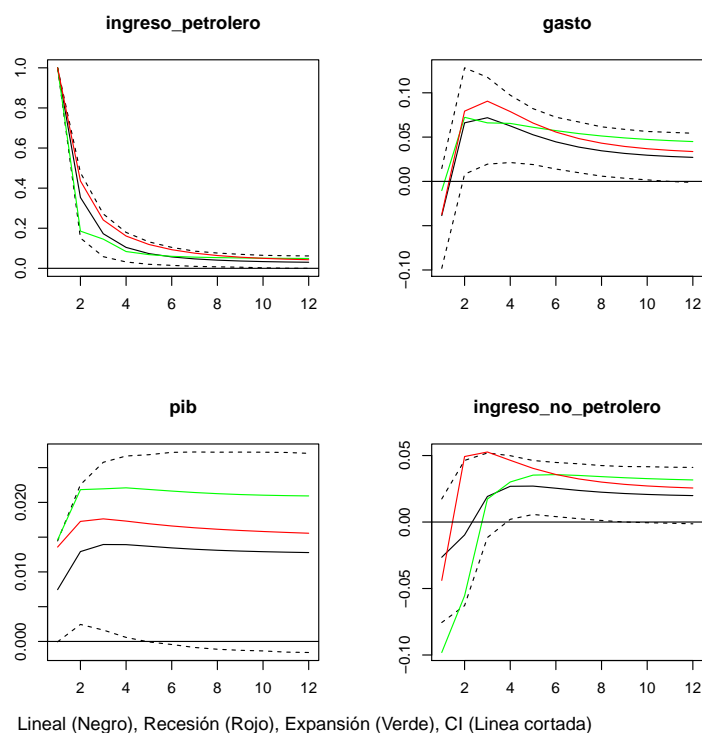 ingreso_petrolero
1.0
0.8
0.6
0.4
0.2
0.0
2 4 6 8 10 12
gasto
0.10
0.05
0.00
−0.10
2 4 6 8 10 12
pib
0.020
0.010
0.000
2 4 6 8 10 12
ingreso_no_petrolero
0.05
0.00
−0.05
−0.10
2 4 6 8 10 12
Lineal (Negro), Recesión (Rojo), Expansión (Verde), CI (Linea cortada)